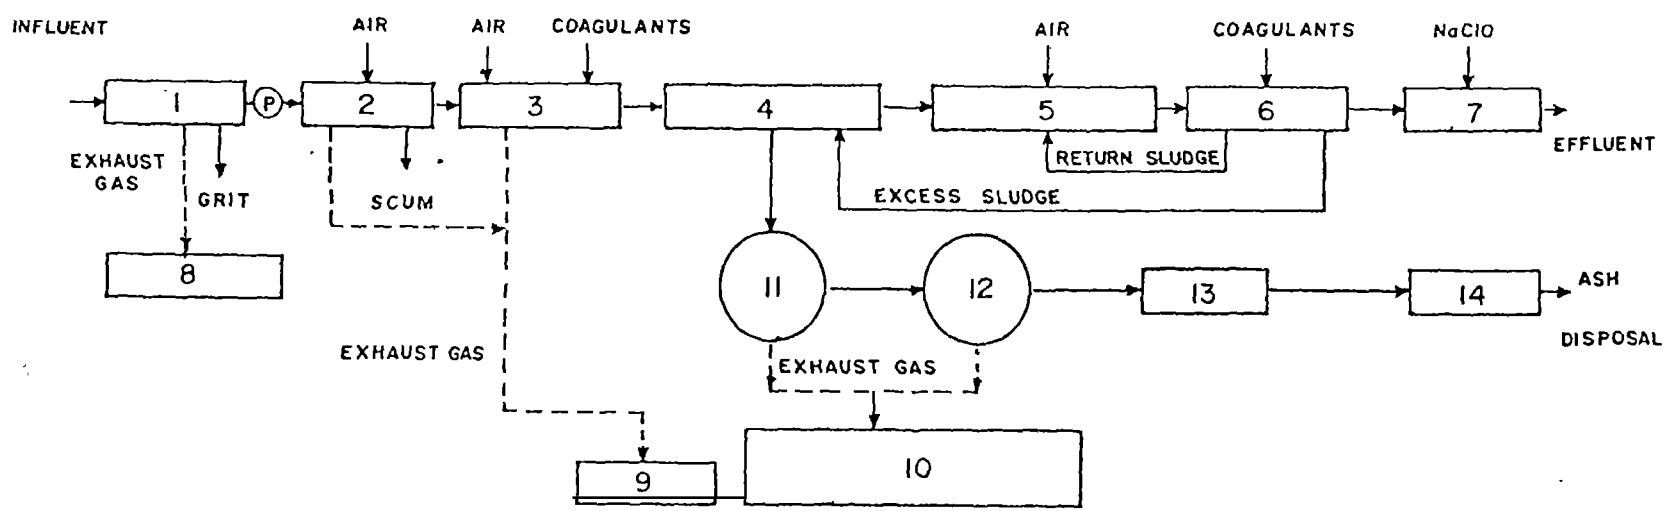 INFLUENT
AIR
AIR
COAGULANTS
AIR
COAGULANTS
NaClO
1
P
2
3
4
5
6
7
EFFLUENT
EXHAUST
GAS
GRIT
SCUM
RETURN SLUDGE
EXCESS SLUDGE
8
11
12
13
14
ASH
DISPOSAL
EXHAUST GAS
EXHAUST GAS
9
10